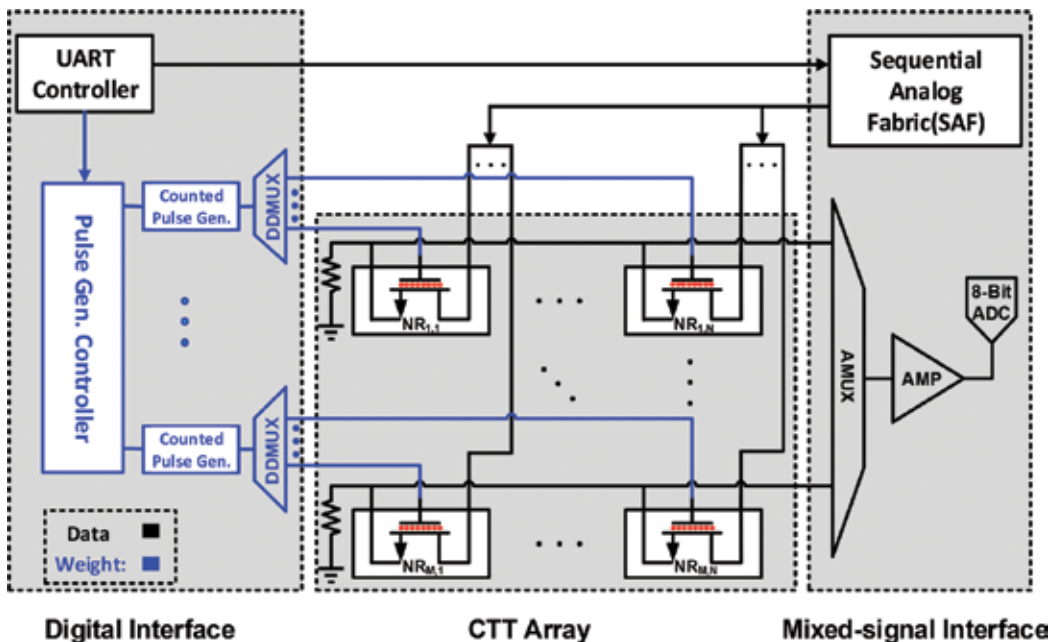 UART
Controller
Sequential
Analog
Fabric(SAF)
Pulse Gen. Controller
Counted
Pulse Gen.
DDMUX
NR1,1
NR1,N
8-Bit
ADC
AMUX
AMP
Counted
Pulse Gen.
DDMUX
NRM,1
NRM,N
Data
Weight:
Digital Interface
CTT Array
Mixed-signal Interface